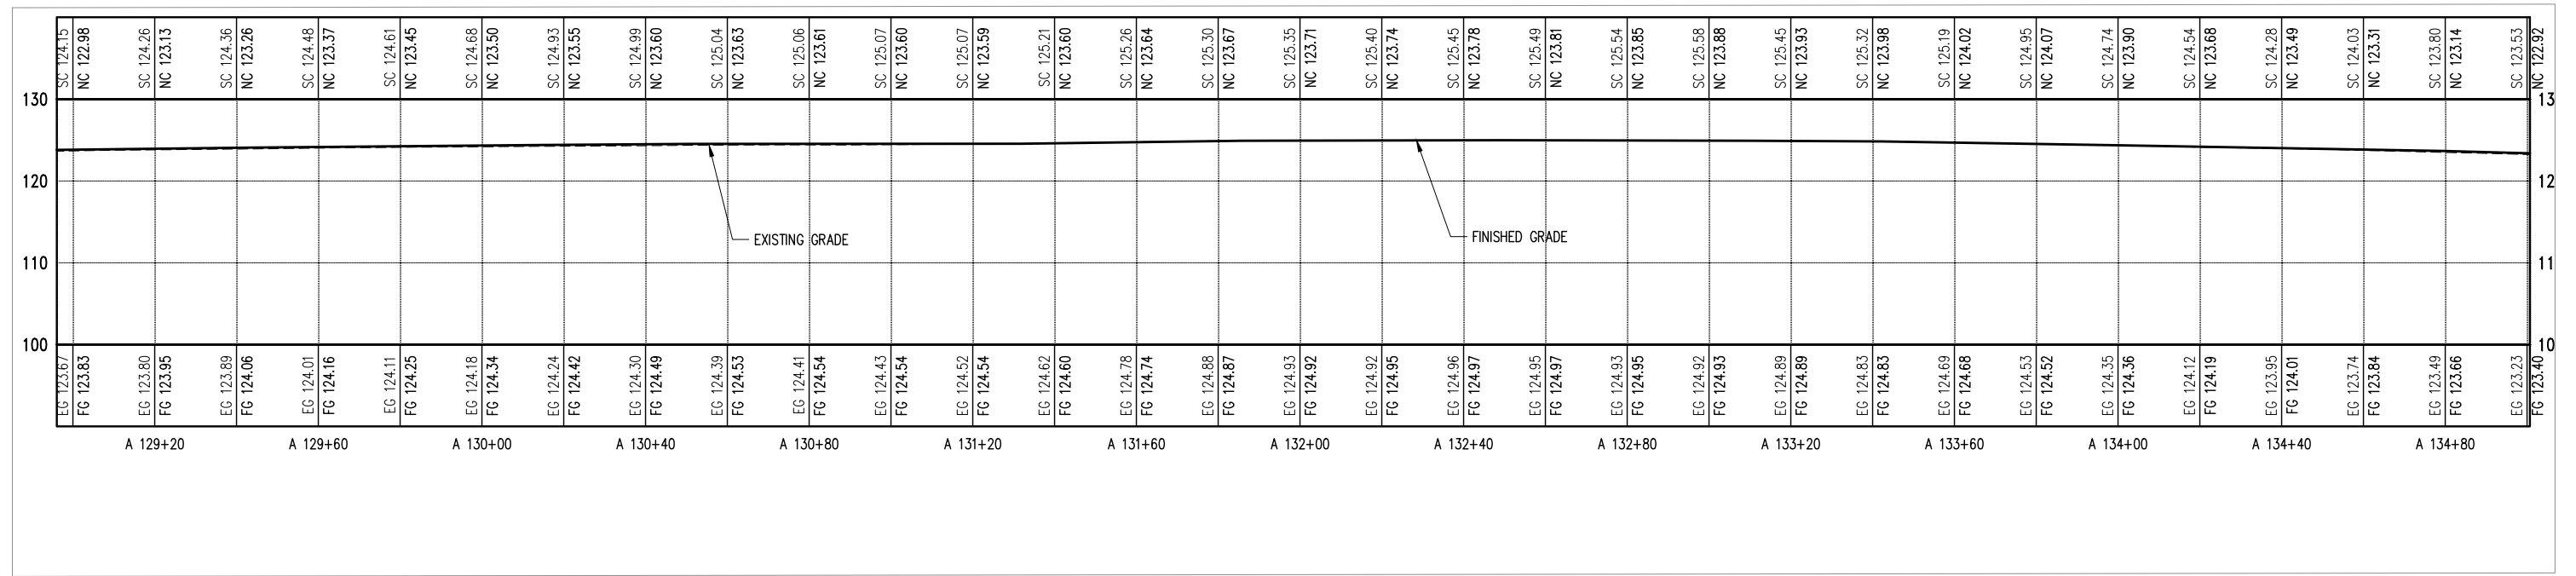 SC 124.15 NC 122.98
SC 124.26 NC 123.13
SC 124.36 NC 123.26
SC 124.48 NC 123.37
SC 124.61 NC 123.45
SC 124.68 NC 123.50
SC 124.93 NC 123.55
SC 124.99 NC 123.60
SC 125.04 NC 123.63
SC 125.06 NC 123.61
SC 125.07 NC 123.60
SC 125.07 NC 123.59
SC 125.21 NC 123.60
SC 125.26 NC 123.64
SC 125.30 NC 123.67
SC 125.35 NC 123.71
SC 125.40 NC 123.74
SC 125.45 NC 123.78
SC 125.49 NC 123.81
SC 125.54 NC 123.85
SC 125.58 NC 123.88
SC 125.45 NC 123.93
SC 125.32 NC 123.98
SC 125.19 NC 124.02
SC 124.95 NC 124.07
SC 124.74 NC 123.90
SC 124.54 NC 123.68
SC 124.28 NC 123.49
SC 124.03 NC 123.31
SC 123.80 NC 123.14
SC 123.53 NC 122.92
130 13
120 12
EXISTING GRADE
FINISHED GRADE
110 11
100 10
EG 123.67 FG 123.83
EG 123.80 FG 123.95
EG 123.89 FG 124.06
EG 124.01 FG 124.16
EG 124.11 FG 124.25
EG 124.18 FG 124.34
EG 124.24 FG 124.42
EG 124.30 FG 124.49
EG 124.39 FG 124.53
EG 124.41 FG 124.54
EG 124.43 FG 124.54
EG 124.52 FG 124.54
EG 124.62 FG 124.60
EG 124.78 FG 124.74
EG 124.88 FG 124.87
EG 124.93 FG 124.92
EG 124.92 FG 124.95
EG 124.96 FG 124.97
EG 124.95 FG 124.97
EG 124.93 FG 124.95
EG 124.92 FG 124.93
EG 124.89 FG 124.89
EG 124.83 FG 124.83
EG 124.69 FG 124.68
EG 124.53 FG 124.52
EG 124.35 FG 124.36
EG 124.12 FG 124.19
EG 123.95 FG 124.01
EG 123.74 FG 123.84
EG 123.49 FG 123.66
EG 123.23 FG 123.40
A 129+20 A 129+60 A 130+00 A 130+40 A 130+80 A 131+20 A 131+60 A 132+00 A 132+40 A 132+80 A 133+20 A 133+60 A 134+00 A 134+40 A 134+80